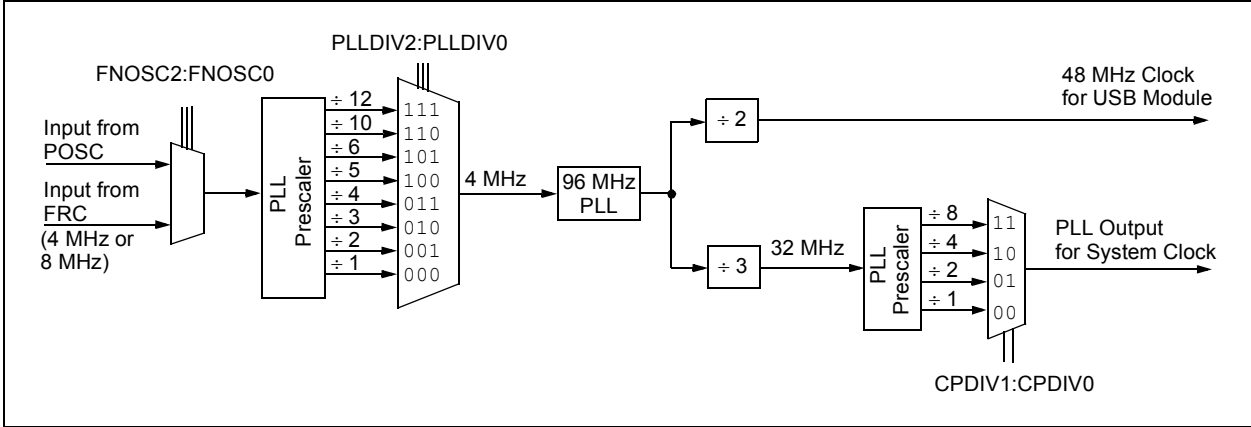 PLLDIV2:PLLDIV0
FNOSC2:FNOSC0
Input from
POSC
Input from
FRC
(4 MHz or
8 MHz)
PLL
Prescaler
÷ 12
÷ 10
÷ 6
÷ 5
÷ 4
÷ 3
÷ 2
÷ 1
111
110
101
100
011
010
001
000
4 MHz
96 MHz
PLL
÷ 2
48 MHz Clock
for USB Module
÷ 3
32 MHz
PLL
Prescaler
÷ 8
÷ 4
÷ 2
÷ 1
11
10
01
00
PLL Output
for System Clock
CPDIV1:CPDIV0